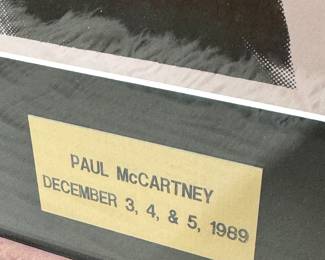 PAUL McCARTNEY
DECEMBER 3, 4, & 5, 1989